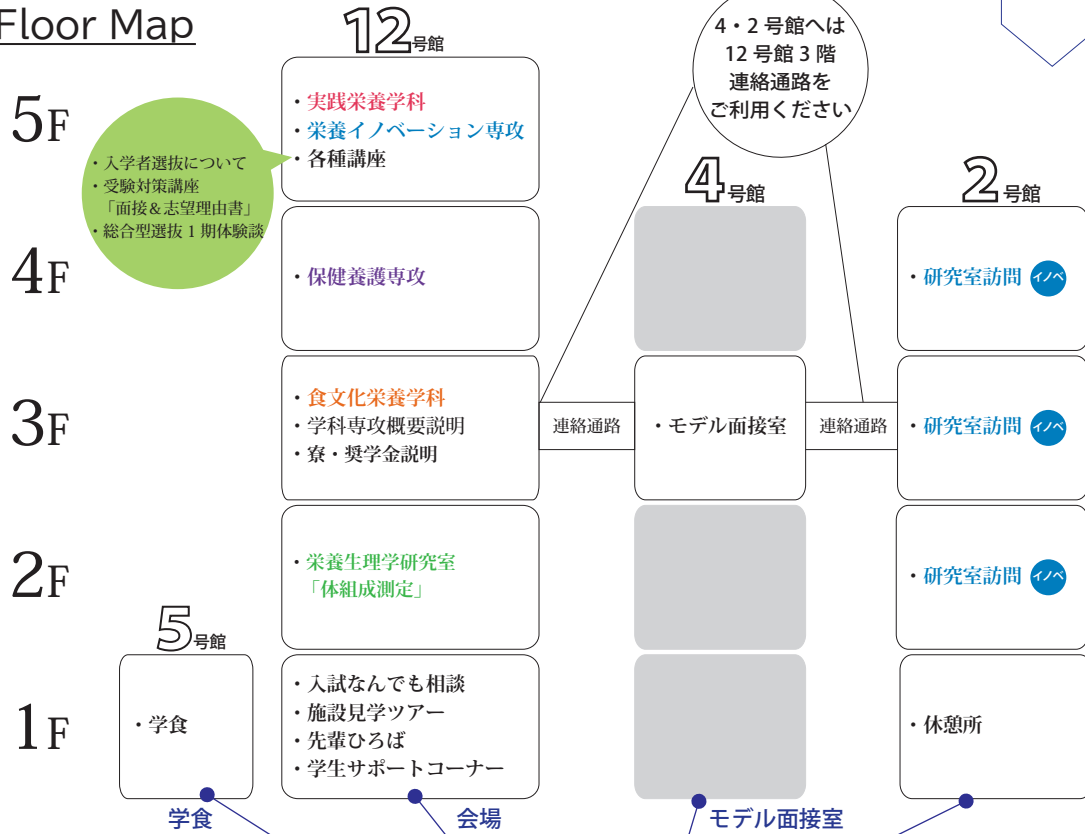 Floor Map
12号館
4・2 号館へは
12 号館 3 階
連絡通路を
ご利用ください
5F
・実践栄養学科
・栄養イノベーション専攻
・各種講座
・入学者選抜について
・受験対策講座
「面接＆志望理由書」
・総合型選抜 1 期体験談
4号館
2号館
4F
・保健養護専攻
・研究室訪問 イノベ
3F
・食文化栄養学科
・学科専攻概要説明
・寮・奨学金説明
連絡通路
・モデル面接室
連絡通路
・研究室訪問 イノベ
2F
・栄養生理学研究室
「体組成測定」
・研究室訪問 イノベ
5号館
1F
・学食
・入試なんでも相談
・施設見学ツアー
・先輩ひろば
・学生サポートコーナー
・休憩所
学食
会場
モデル面接室